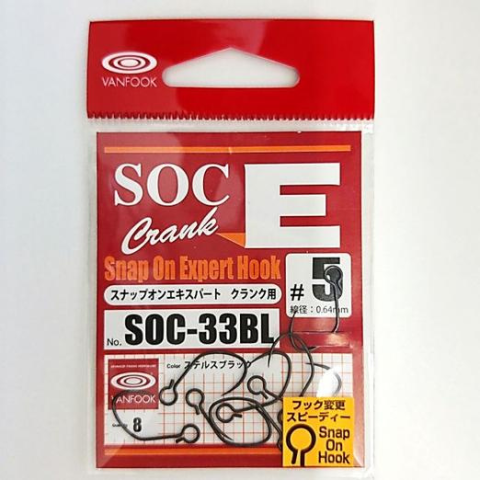 VANFOOK
SOC E
Crank
Snap On Expert Hook
スナップオンエキスパート クランク用
#5
線径:0.64mm
No. SOC-33BL
Color ステルスブラック
VANFOOK
8
フック変更
スピーディー
Snap
On
Hook